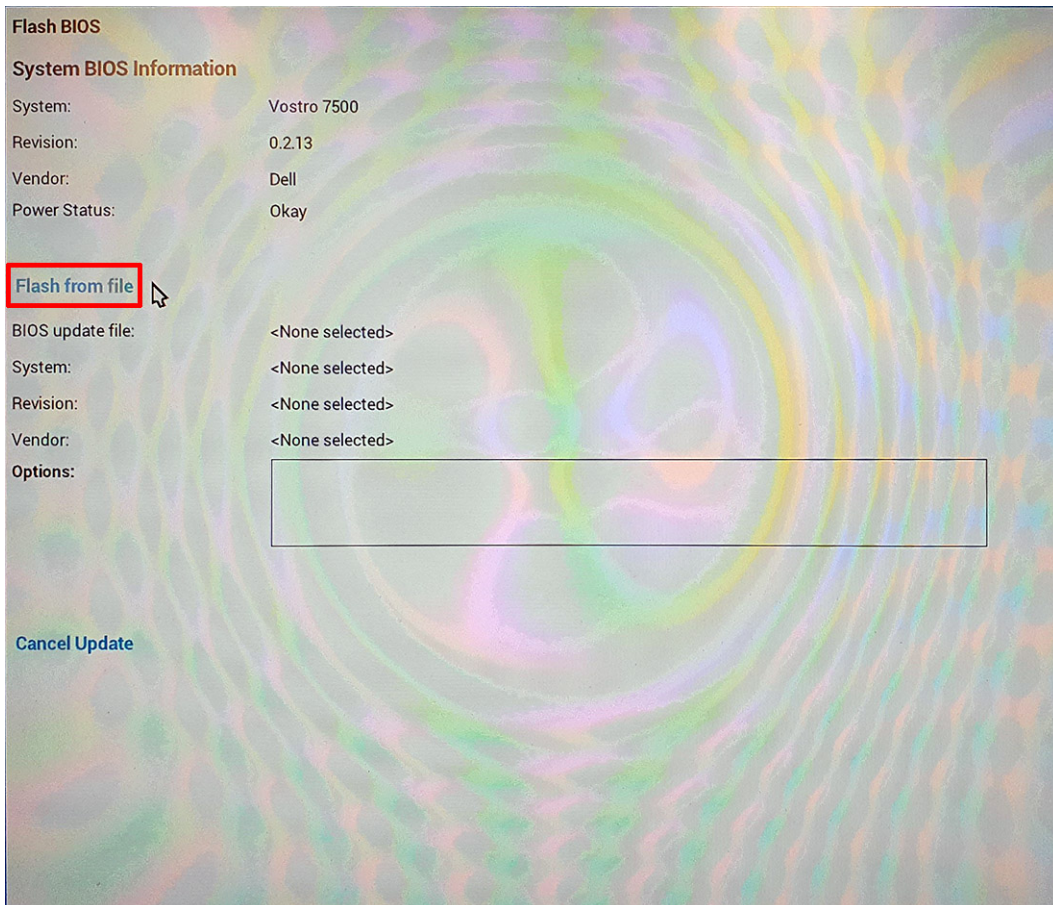 Flash BIOS
System BIOS Information
System: Vostro 7500
Revision: 0.2.13
Vendor: Dell
Power Status: Okay
Flash from file
BIOS update file: <None selected>
System: <None selected>
Revision: <None selected>
Vendor: <None selected>
Options:
Cancel Update